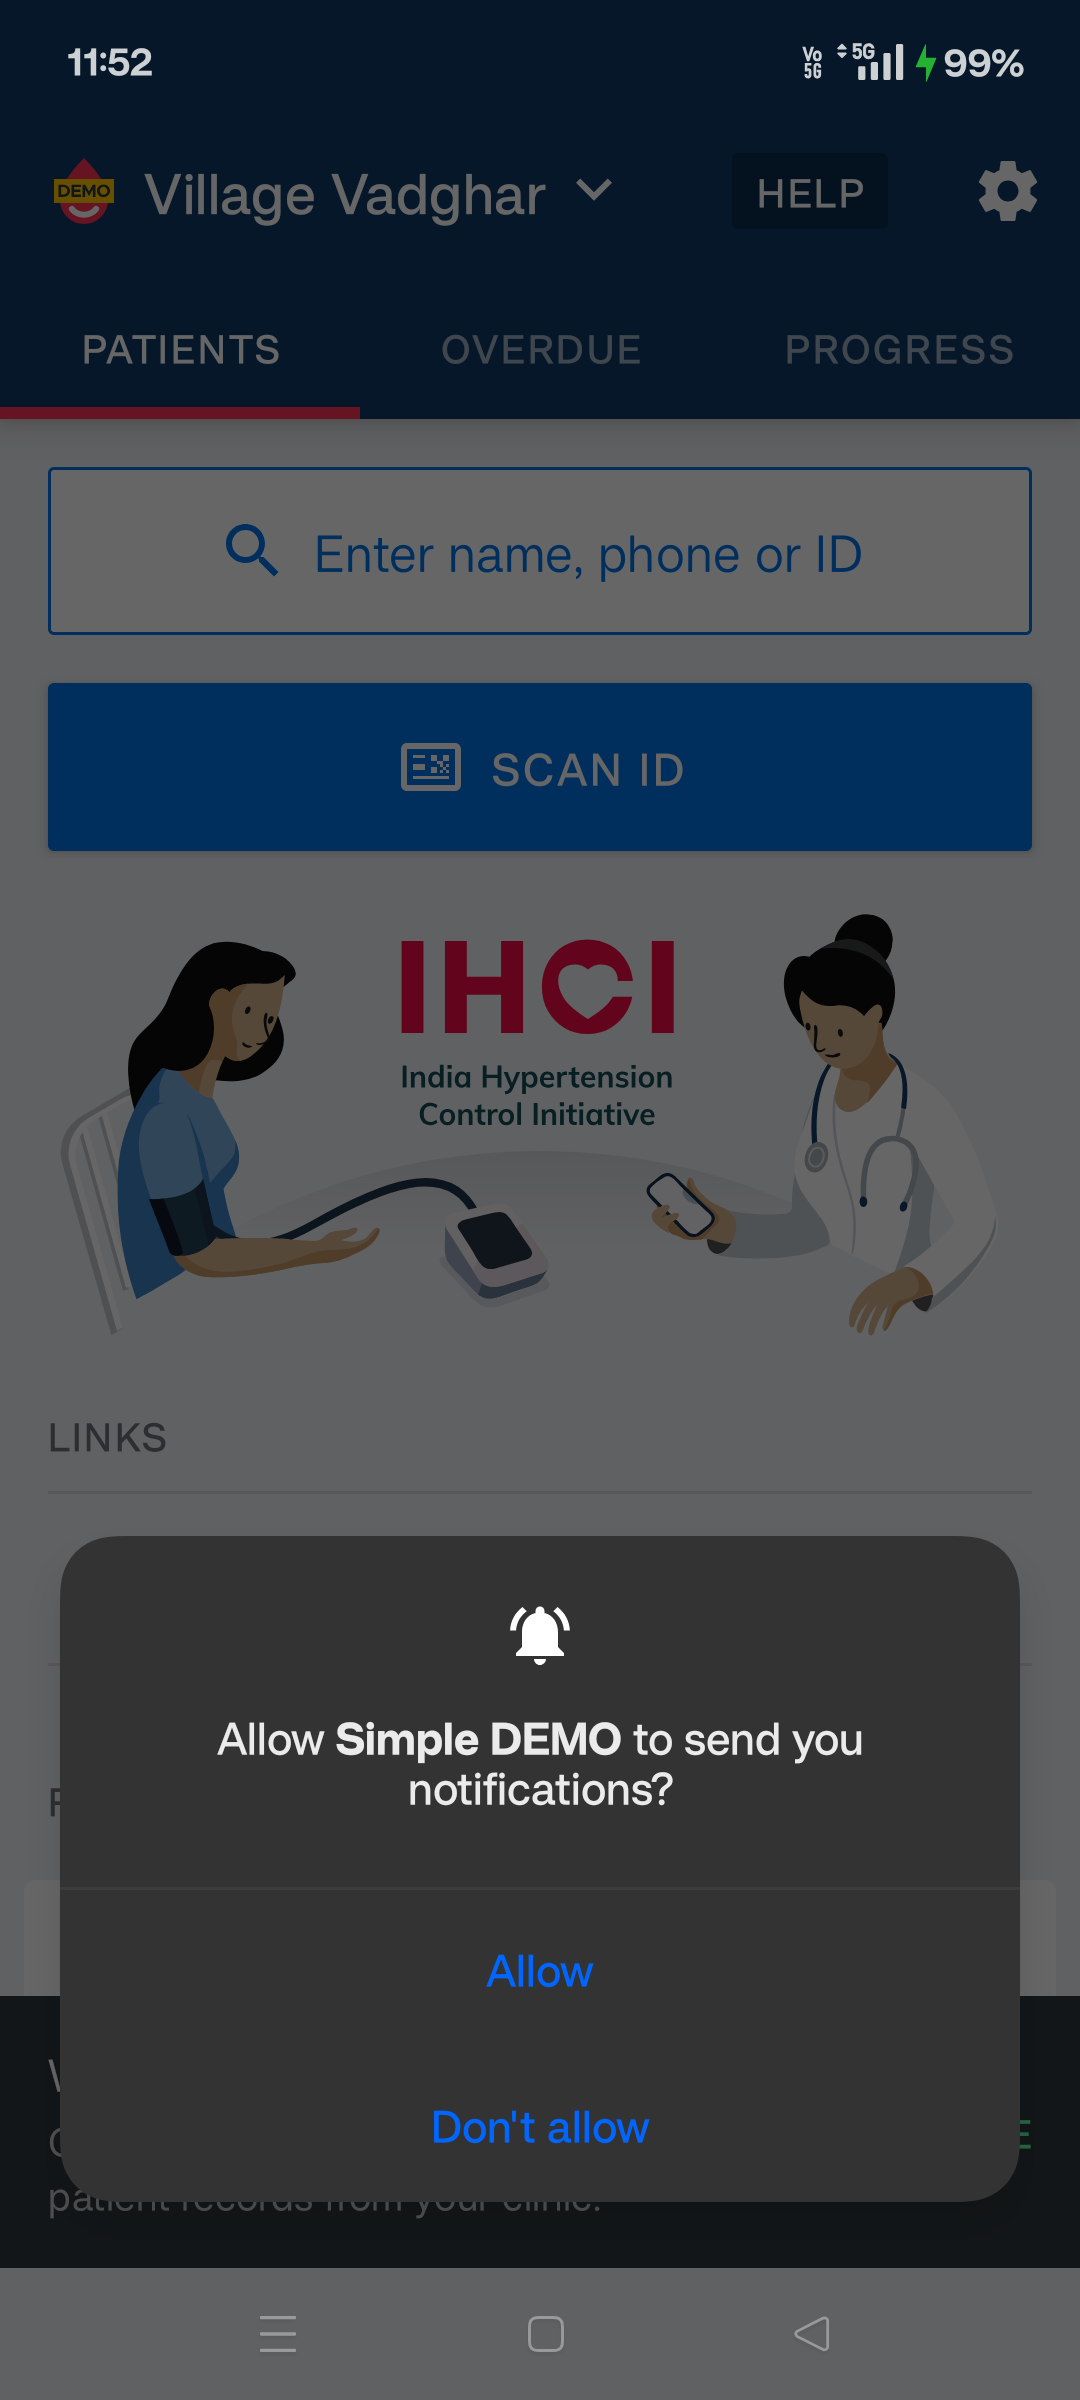 11:52
Vo 5G
5G
99%
DEMO
Village Vadghar
HELP
PATIENTS
OVERDUE
PROGRESS
Enter name, phone or ID
SCAN ID
IHCI
India Hypertension
Control Initiative
LINKS
Allow Simple DEMO to send you
notifications?
Allow
Don't allow
patient records from your clinic.